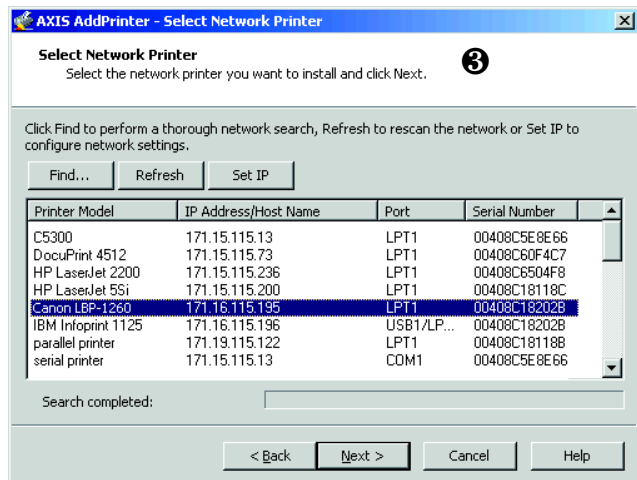 AXIS AddPrinter - Select Network Printer
Select Network Printer
Select the network printer you want to install and click Next.
❸
Click Find to perform a thorough network search, Refresh to rescan the network or Set IP to
configure network settings.
Find... Refresh Set IP
Printer Model IP Address/Host Name Port Serial Number
C5300 171.15.115.13 LPT1 00408C5E8E66
DocuPrint 4512 171.15.115.73 LPT1 00408C60F4C7
HP LaserJet 2200 171.15.115.236 LPT1 00408C6504F8
HP LaserJet 5Si 171.15.115.200 LPT1 00408C18118C
Canon LBP-1260 171.16.115.195 LPT1 00408C18202B
IBM Infoprint 1125 171.16.115.196 USB1/LP... 00408C18202B
parallel printer 171.19.115.122 LPT1 00408C18118B
serial printer 171.15.115.13 COM1 00408C5E8E66
Search completed:
< Back Next > Cancel Help